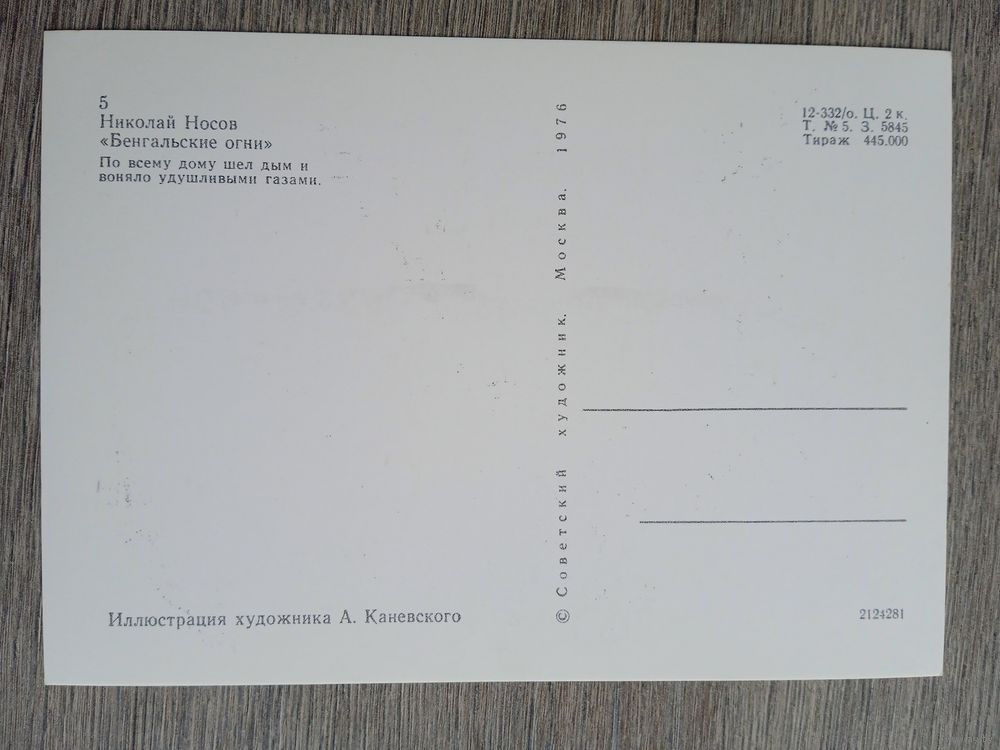 5
Николай Носов
«Бенгальские огни»
По всему дому шел дым и
воняло удушливыми газами.
Иллюстрация художника А. Каневского
© Советский художник. Москва. 1976
12-332/о. Ц. 2 к.
Т. № 5. З. 5845
Тираж 445.000
2124281